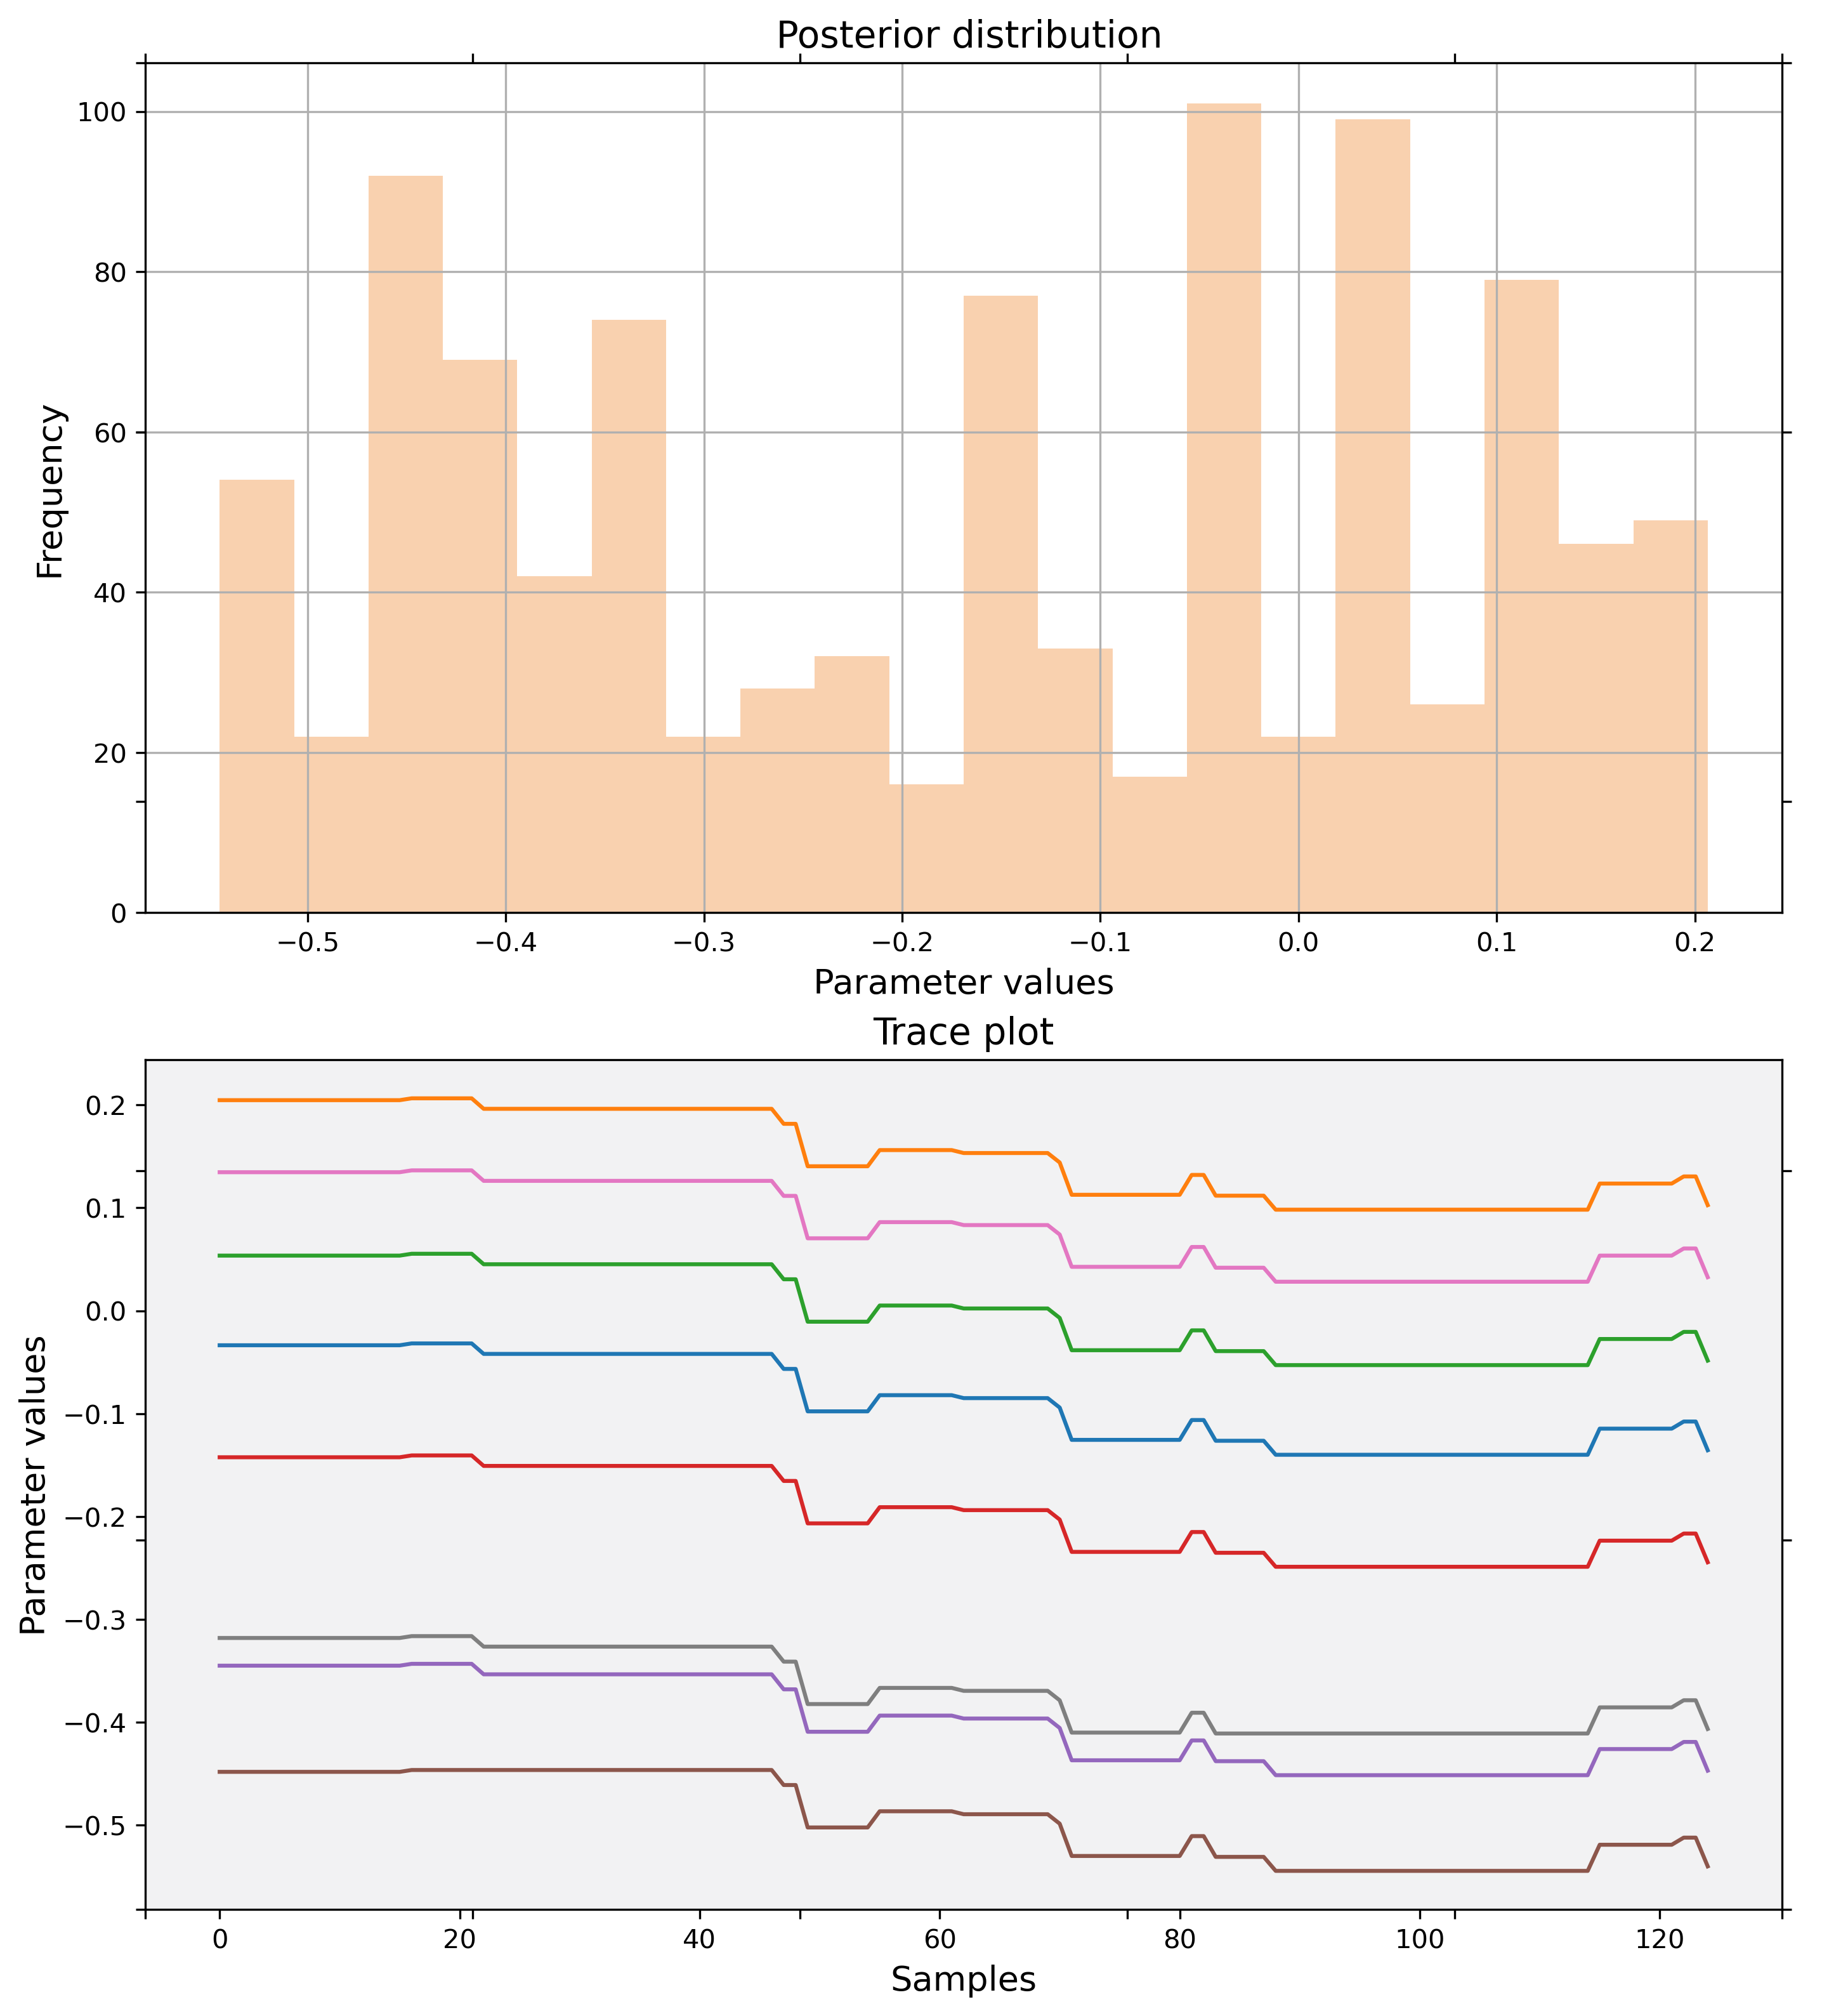 Posterior distribution
100
80
60
40
20
0
Frequency
−0.5 −0.4 −0.3 −0.2 −0.1 0.0 0.1 0.2
Parameter values
Trace plot
0.2
0.1
0.0
−0.1
−0.2
−0.3
−0.4
−0.5
Parameter values
0 20 40 60 80 100 120
Samples